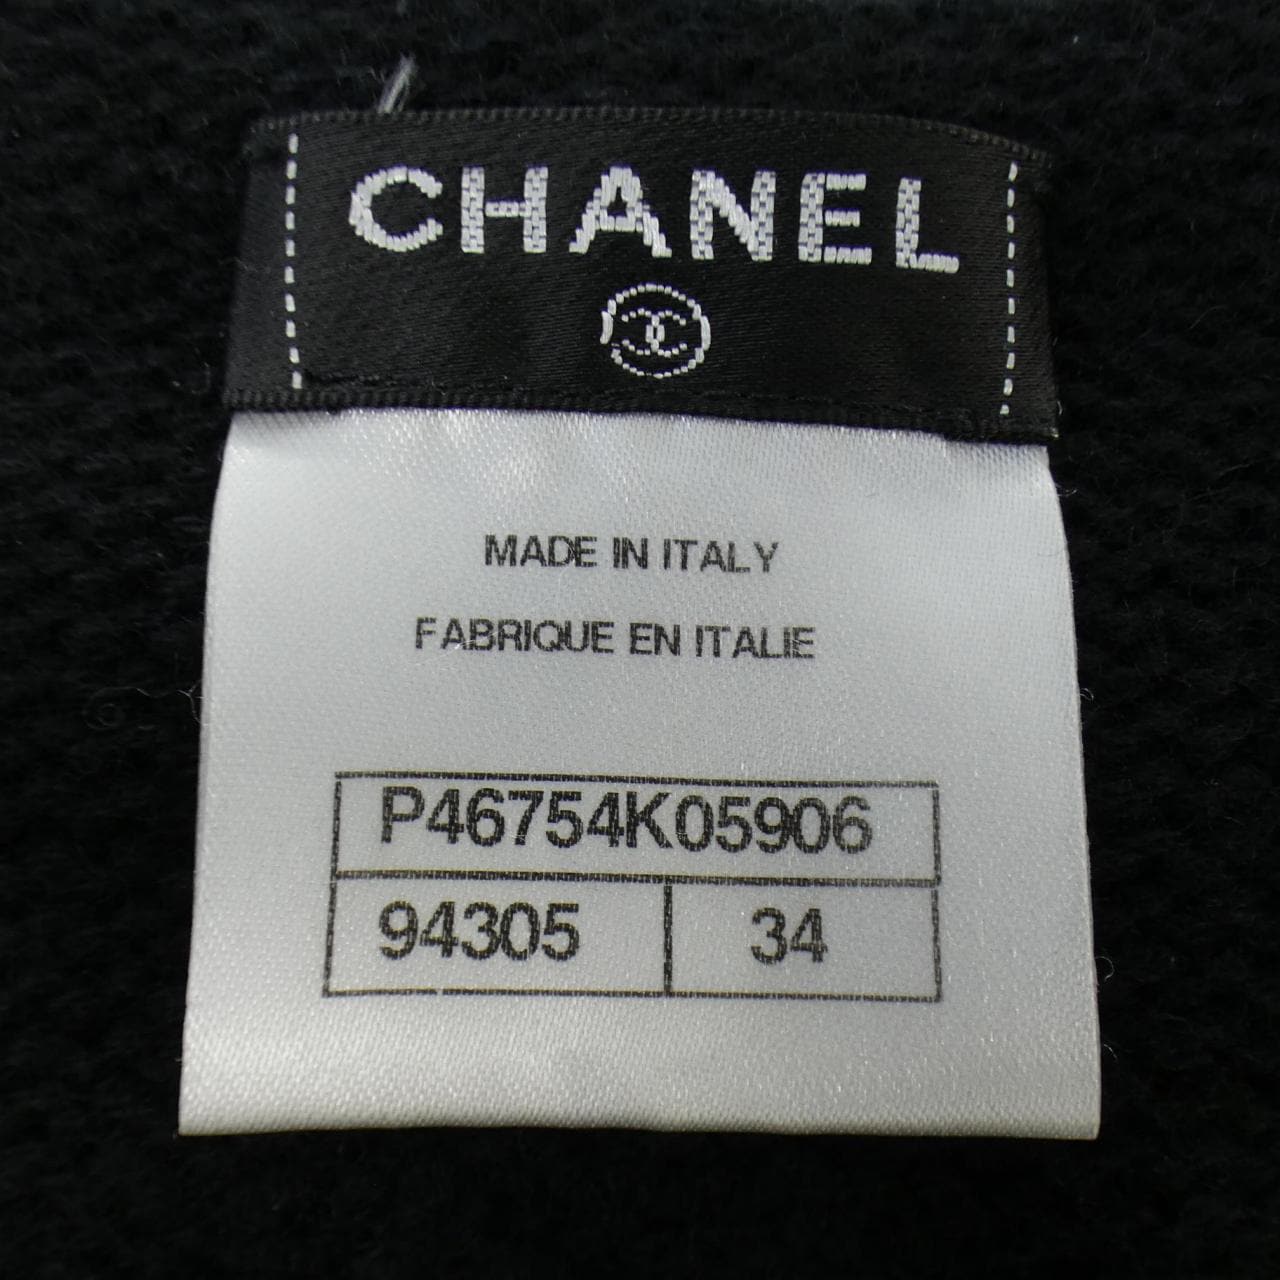 CHANEL
MADE IN ITALY
FABRIQUE EN ITALIE
P46754K05906
94305 34